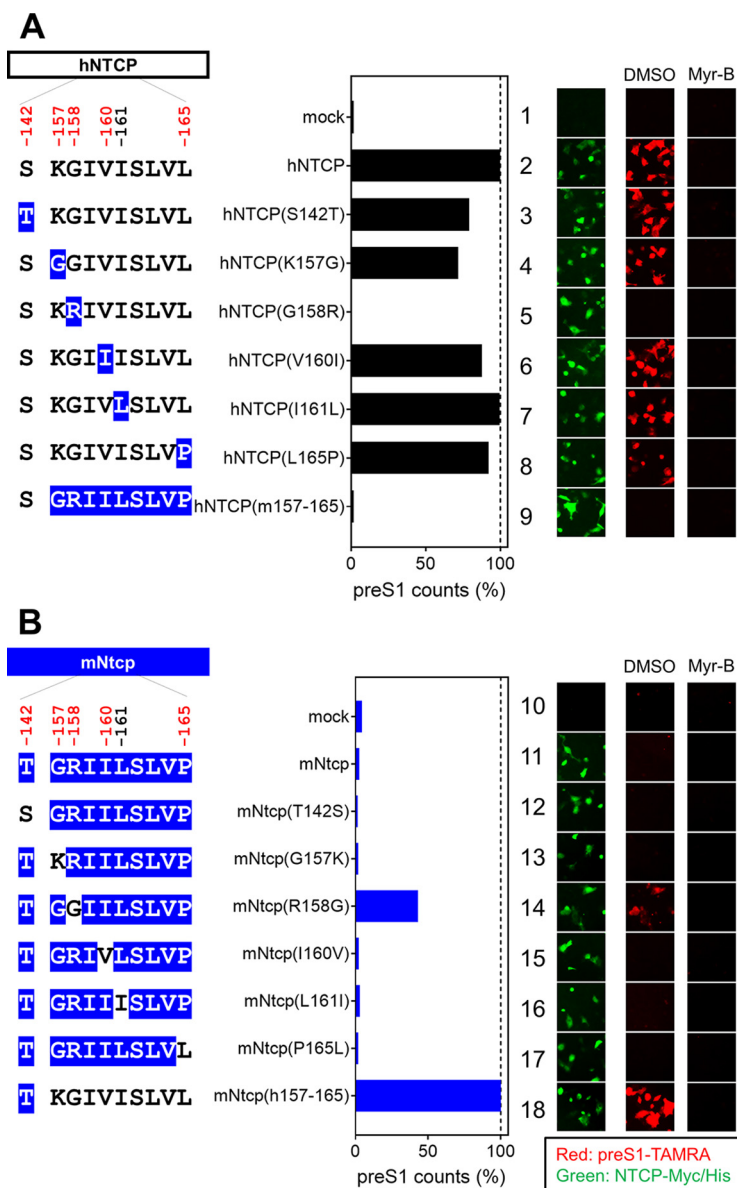 A
hNTCP
-142 -157 -158 -160 -161 -165
DMSO Myr-B
mock 1
S KGIVISLVL hNTCP 2
T KGIVISLVL hNTCP(S142T) 3
S GGIVISLVL hNTCP(K157G) 4
S KRIVISLVL hNTCP(G158R) 5
S KGIIISLVL hNTCP(V160I) 6
S KGIVLSLVL hNTCP(I161L) 7
S KGIVISLVP hNTCP(L165P) 8
S GRIILSLVP hNTCP(m157-165) 9
0 50 100
preS1 counts (%)
B
mNtcp
-142 -157 -158 -160 -161 -165
DMSO Myr-B
mock 10
T GRIILSLVP mNtcp 11
S GRIILSLVP mNtcp(T142S) 12
T KRIILSLVP mNtcp(G157K) 13
T GGIILSLVP mNtcp(R158G) 14
T GRIVLSLVP mNtcp(I160V) 15
T GRIIISLVP mNtcp(L161I) 16
T GRIILSLVL mNtcp(P165L) 17
T KGIVISLVL mNtcp(h157-165) 18
0 50 100
preS1 counts (%)
Red: preS1-TAMRA
Green: NTCP-Myc/His